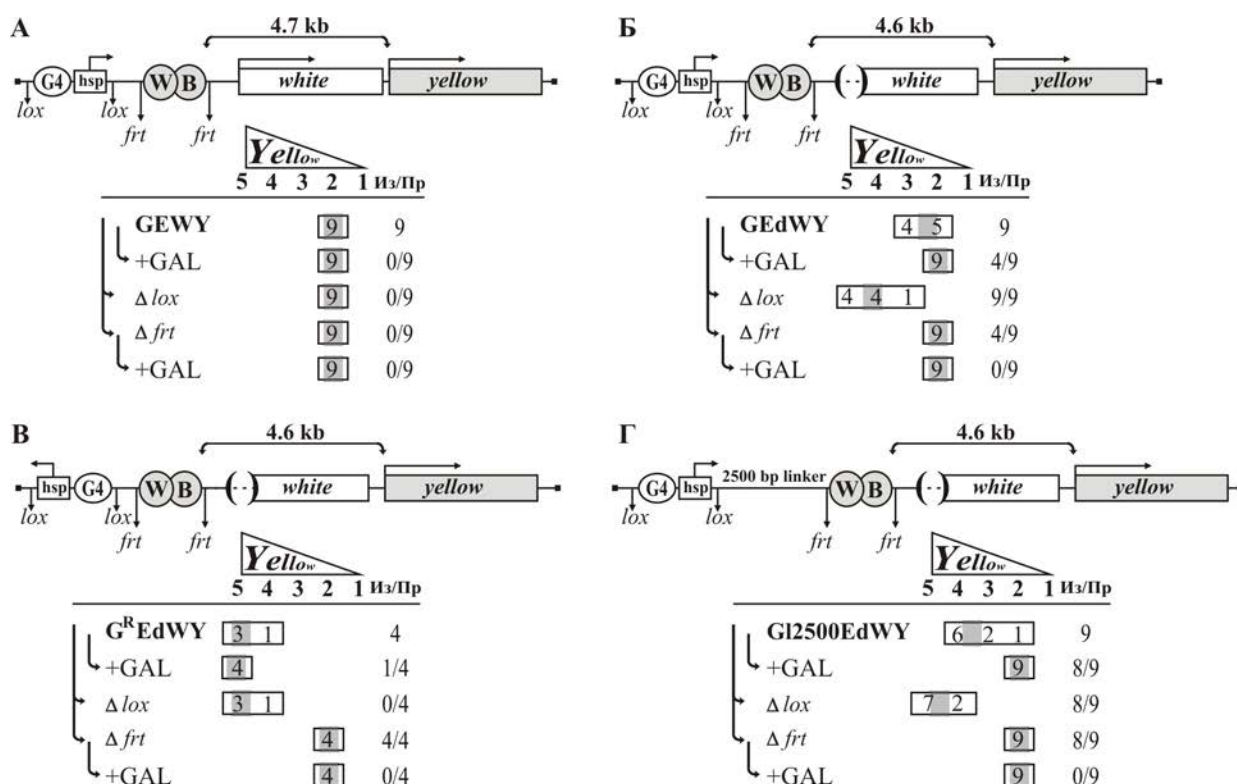 А
4.7 kb
G4 hsp W B white yellow
lox lox
frt frt
Yellow
5 4 3 2 1 Из/Пр
GEWY 9 9
+GAL 9 0/9
Δ lox 9 0/9
Δ frt 9 0/9
+GAL 9 0/9
Б
4.6 kb
G4 hsp W B (--) white yellow
lox lox
frt frt
Yellow
5 4 3 2 1 Из/Пр
GEdWY 4 5 9
+GAL 9 4/9
Δ lox 4 4 1 9/9
Δ frt 9 4/9
+GAL 9 0/9
В
4.6 kb
hsp G4 W B (--) white yellow
lox lox
frt frt
Yellow
5 4 3 2 1 Из/Пр
GᴿEdWY 3 1 4
+GAL 4 1/4
Δ lox 3 1 0/4
Δ frt 4 4/4
+GAL 4 0/4
Г
4.6 kb
2500 bp linker
G4 hsp W B (--) white yellow
lox lox
frt frt
Yellow
5 4 3 2 1 Из/Пр
Gl2500EdWY 6 2 1 9
+GAL 9 8/9
Δ lox 7 2 8/9
Δ frt 9 8/9
+GAL 9 0/9